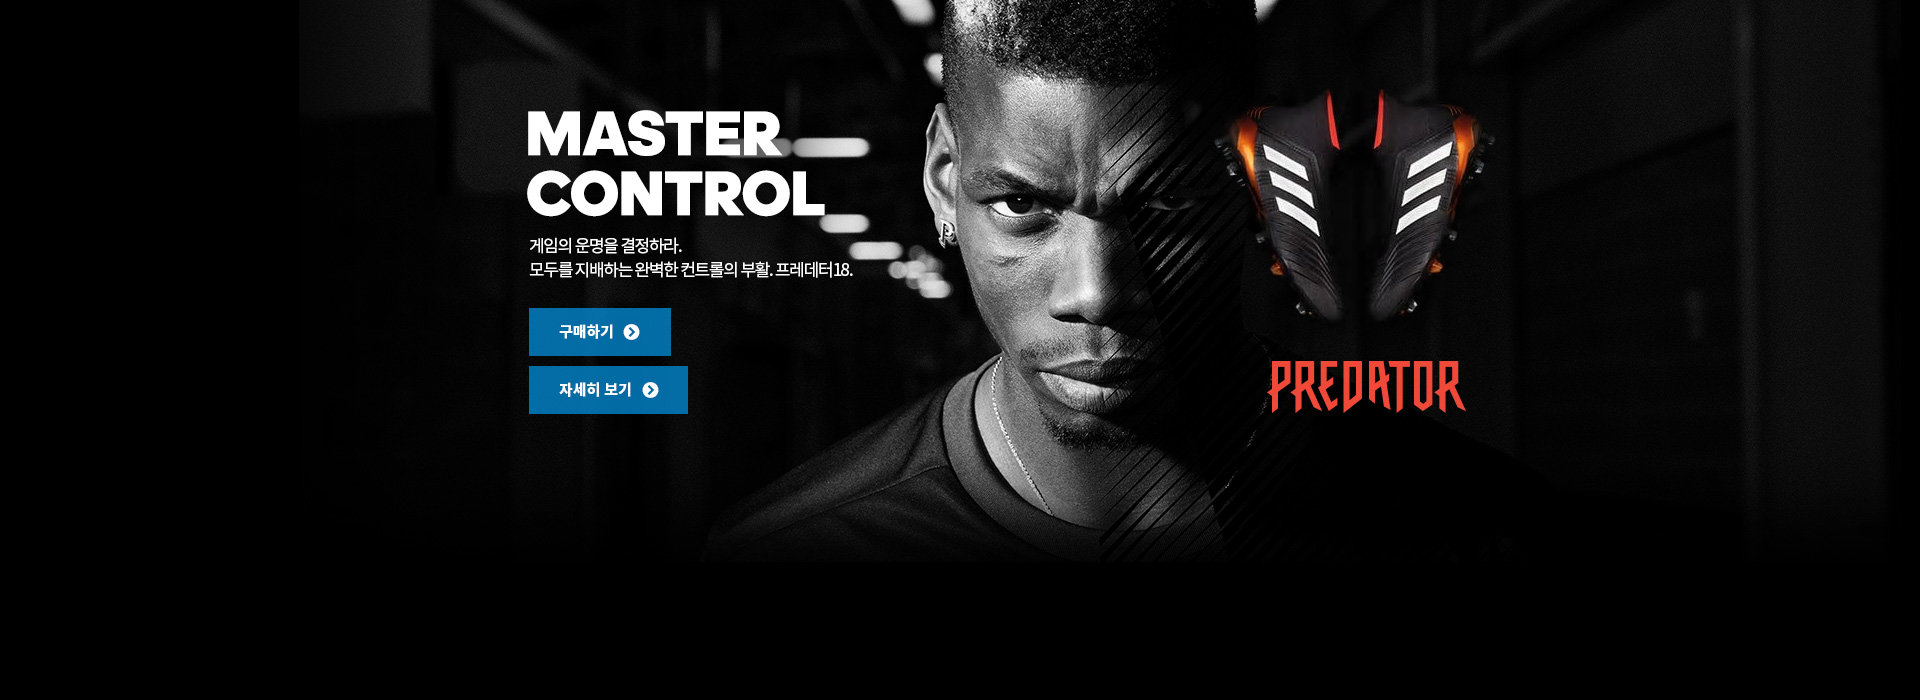 MASTER
CONTROL
게임의 운명을 결정하라.
모두를 지배하는 완벽한 컨트롤의 부활. 프레데터18.
구매하기
자세히 보기
PREDATOR
P